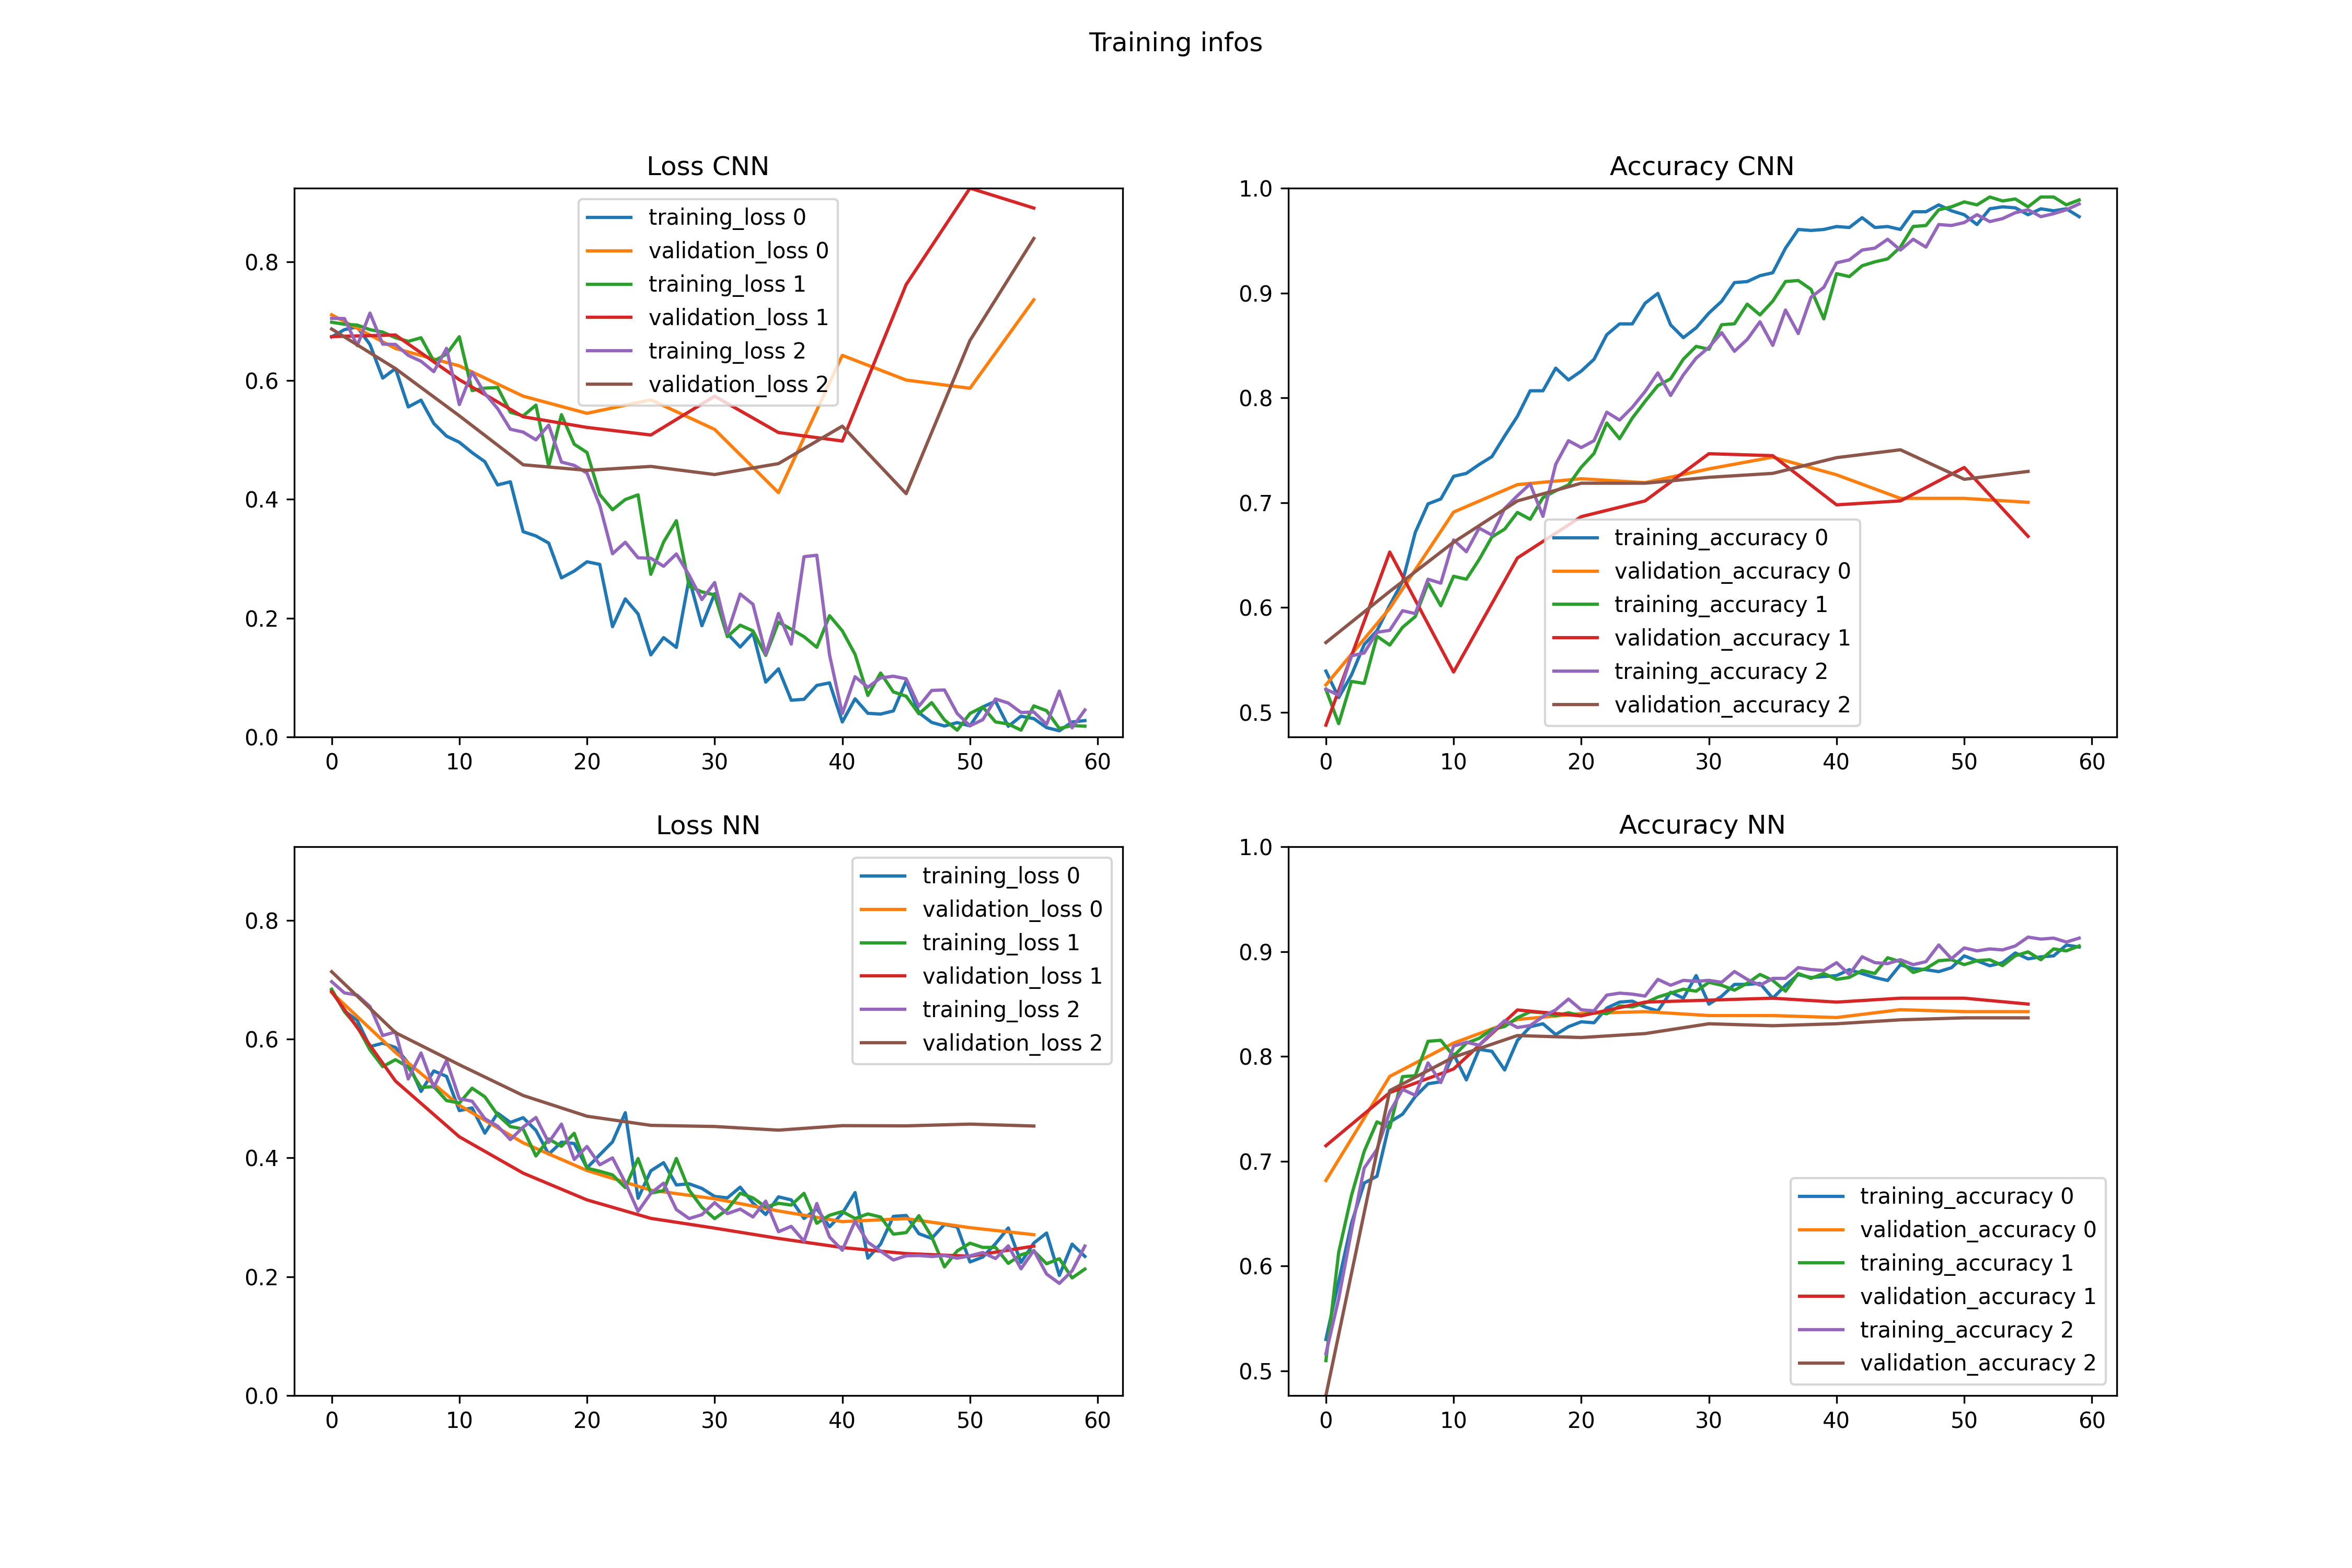 Training infos
Loss CNN
training_loss 0
validation_loss 0
training_loss 1
validation_loss 1
training_loss 2
validation_loss 2
0.8
0.6
0.4
0.2
0.0
0 10 20 30 40 50 60
Accuracy CNN
1.0
0.9
0.8
0.7
0.6
0.5
training_accuracy 0
validation_accuracy 0
training_accuracy 1
validation_accuracy 1
training_accuracy 2
validation_accuracy 2
0 10 20 30 40 50 60
Loss NN
training_loss 0
validation_loss 0
training_loss 1
validation_loss 1
training_loss 2
validation_loss 2
0.8
0.6
0.4
0.2
0.0
0 10 20 30 40 50 60
Accuracy NN
1.0
0.9
0.8
0.7
0.6
0.5
training_accuracy 0
validation_accuracy 0
training_accuracy 1
validation_accuracy 1
training_accuracy 2
validation_accuracy 2
0 10 20 30 40 50 60